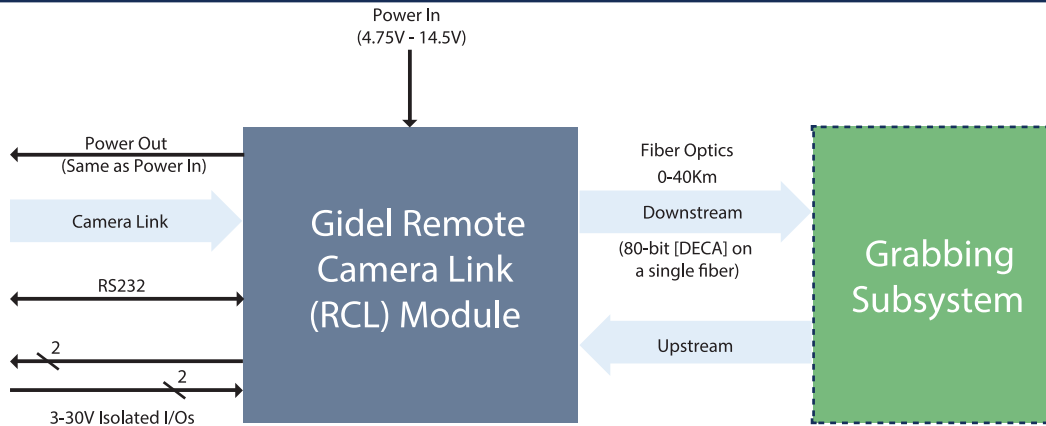 Power In
(4.75V - 14.5V)
Power Out
(Same as Power In)
Camera Link
RS232
2
2
3-30V Isolated I/Os
Gidel Remote
Camera Link
(RCL) Module
Fiber Optics
0-40Km
Downstream
(80-bit [DECA] on
a single fiber)
Upstream
Grabbing
Subsystem